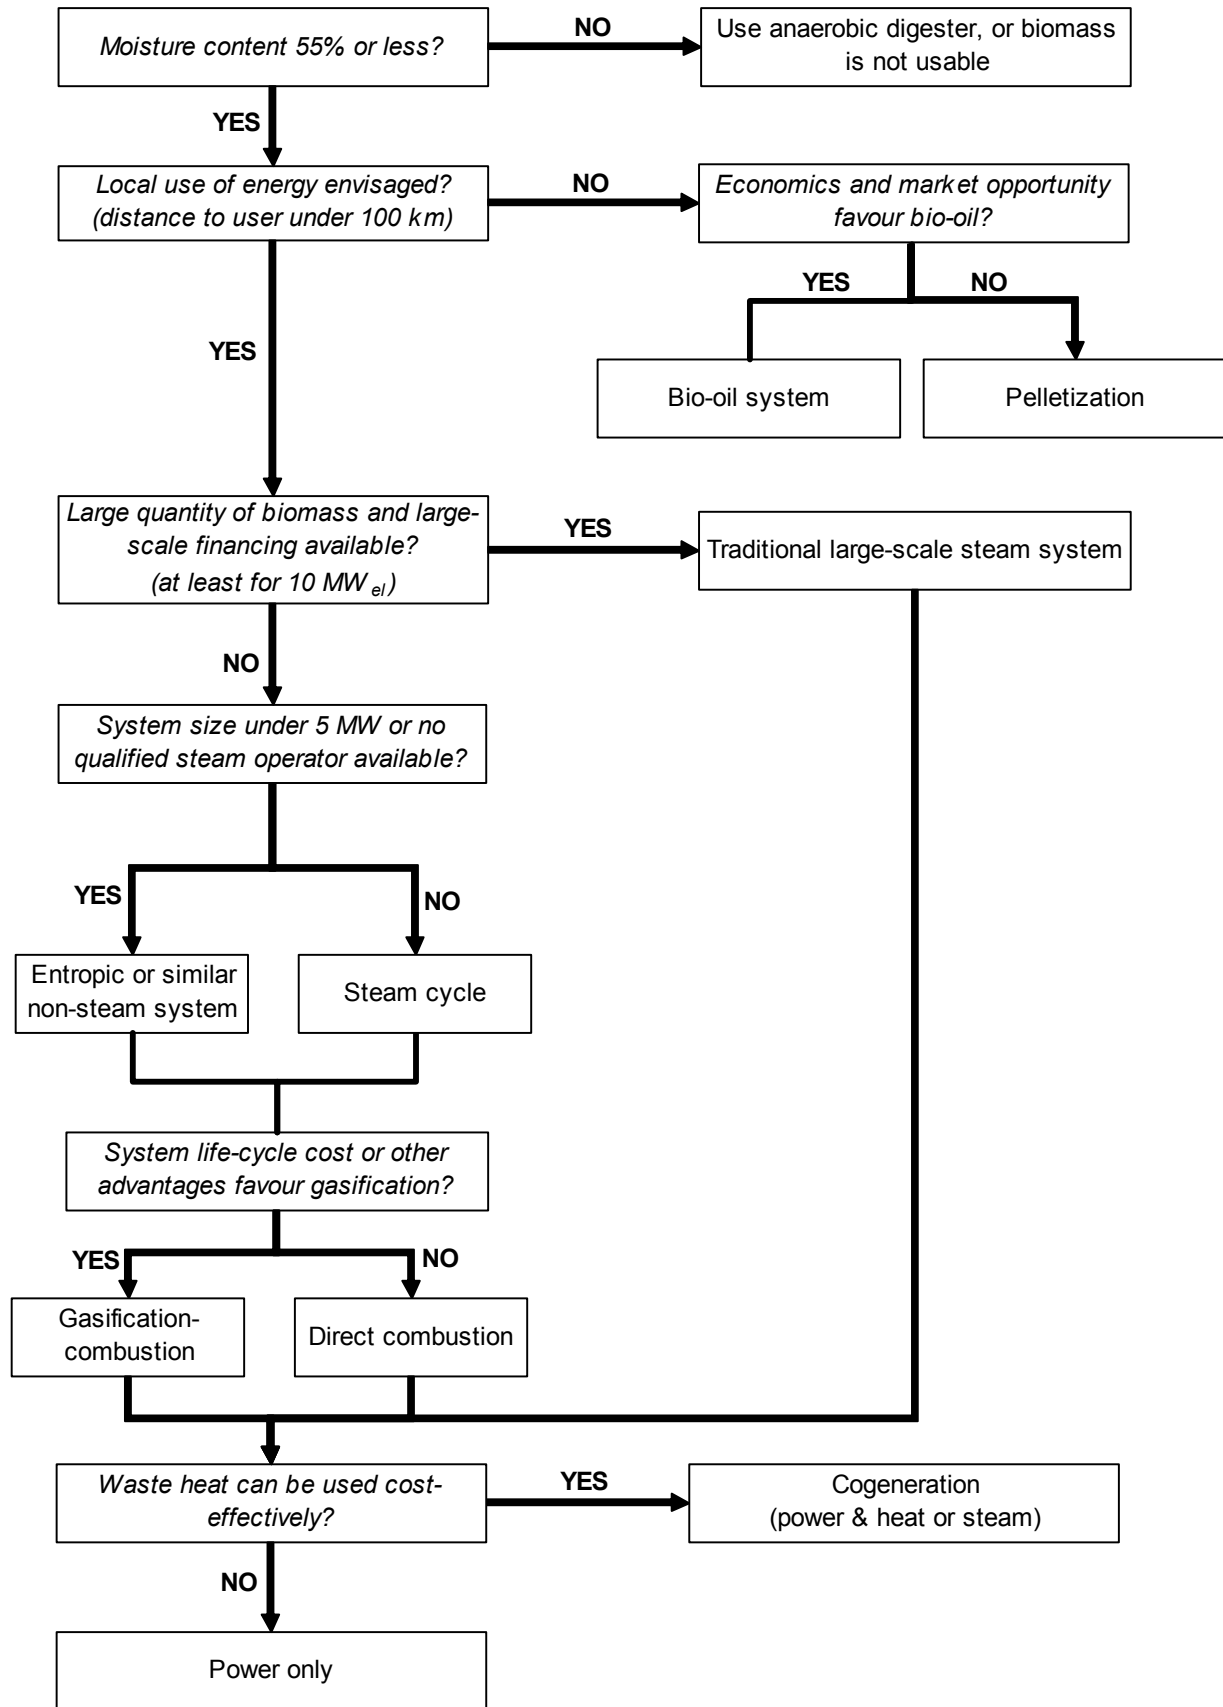 Moisture content 55% or less?
NO
Use anaerobic digester, or biomass
is not usable
YES
Local use of energy envisaged?
(distance to user under 100 km)
NO
Economics and market opportunity
favour bio-oil?
YES
NO
YES
Bio-oil system
Pelletization
Large quantity of biomass and large-
scale financing available?
(at least for 10 MW el)
YES
Traditional large-scale steam system
NO
System size under 5 MW or no
qualified steam operator available?
YES
NO
Entropic or similar
non-steam system
Steam cycle
System life-cycle cost or other
advantages favour gasification?
YES
NO
Gasification-
combustion
Direct combustion
Waste heat can be used cost-
effectively?
YES
Cogeneration
(power & heat or steam)
NO
Power only